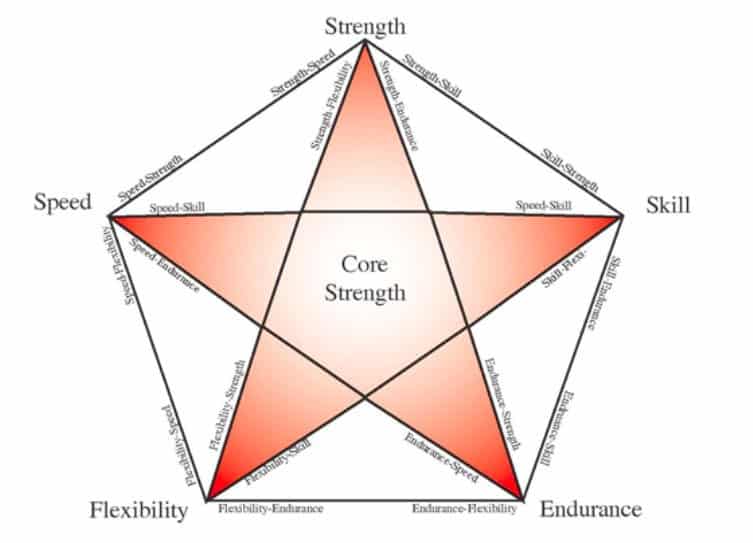 Strength
Strength-Speed
Strength-Skill
Strength-Flexibility
Strength-Endurance
Speed-Strength
Skill-Strength
Speed
Speed-Skill
Speed-Skill
Skill
Speed-Flexibility
Speed-Endurance
Core
Strength
Skill-Flexi-
Skill-Endurance
Flexibility-Strength
Endurance-Strength
Flexibility-Speed
Flexibility-Skill
Endurance-Speed
Endurance-Skill
Flexibility
Flexibility-Endurance
Endurance-Flexibility
Endurance